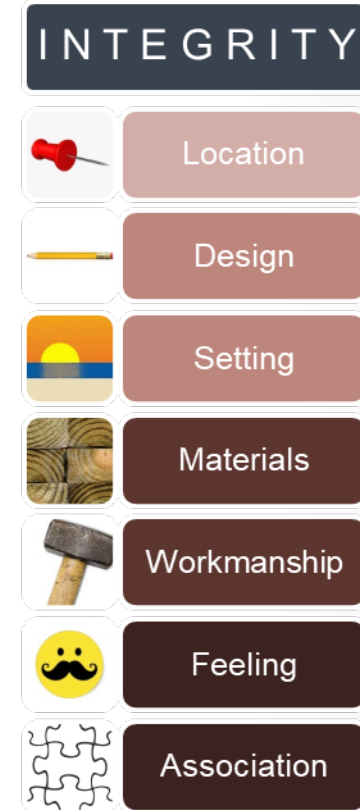 INTEGRITY
Location
Design
Setting
Materials
Workmanship
Feeling
Association